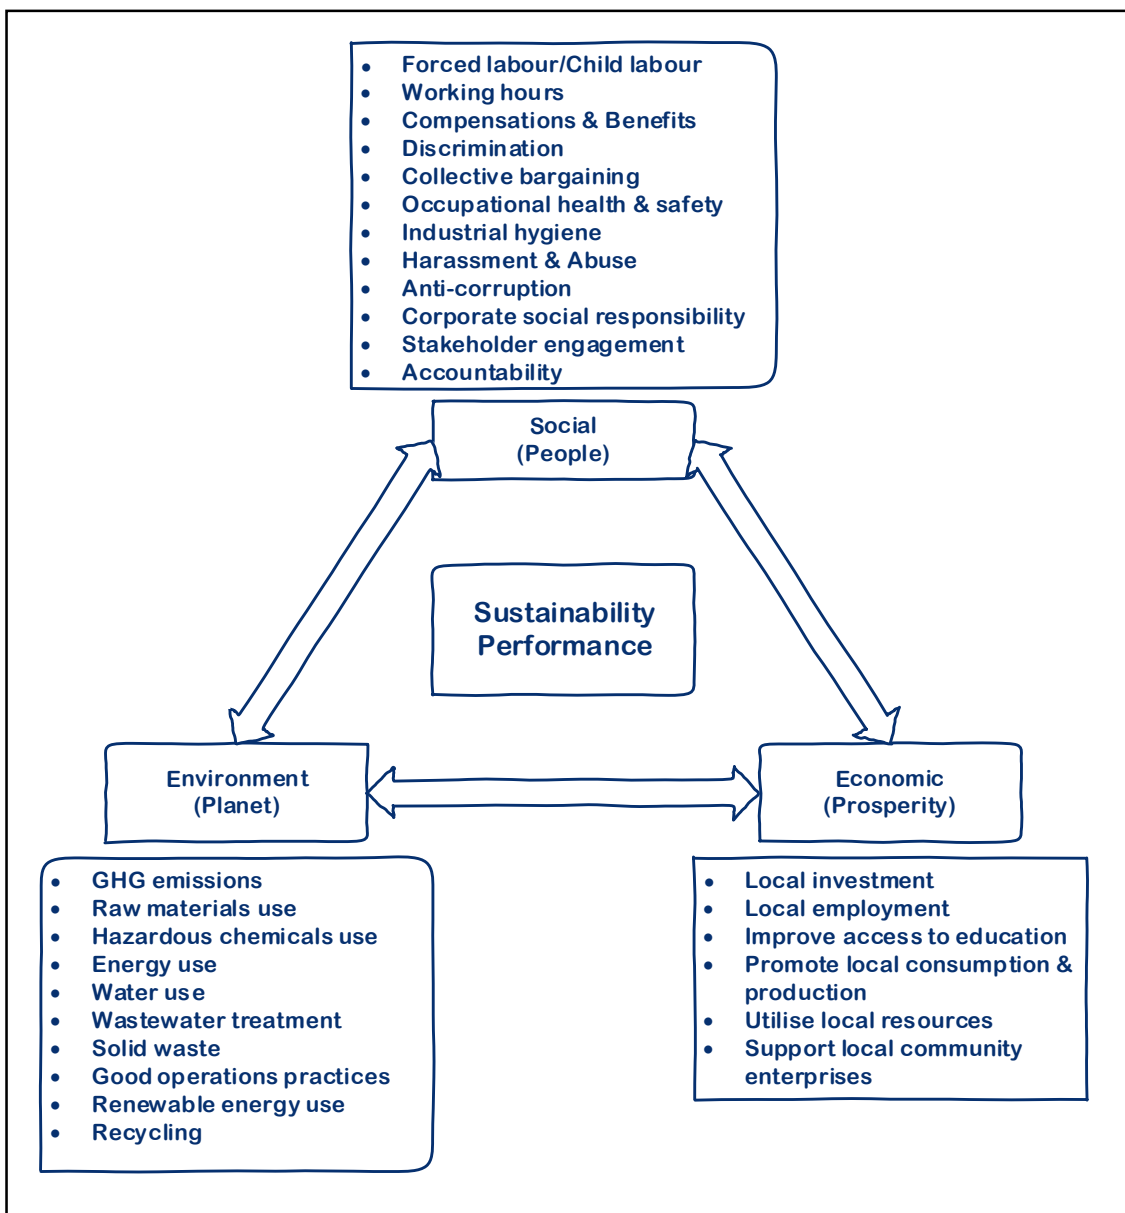 • Forced labour/Child labour
• Working hours
• Compensations & Benefits
• Discrimination
• Collective bargaining
• Occupational health & safety
• Industrial hygiene
• Harassment & Abuse
• Anti-corruption
• Corporate social responsibility
• Stakeholder engagement
• Accountability
Social
(People)
Sustainability
Performance
Environment
(Planet)
Economic
(Prosperity)
• GHG emissions
• Raw materials use
• Hazardous chemicals use
• Energy use
• Water use
• Wastewater treatment
• Solid waste
• Good operations practices
• Renewable energy use
• Recycling
• Local investment
• Local employment
• Improve access to education
• Promote local consumption &
production
• Utilise local resources
• Support local community
enterprises